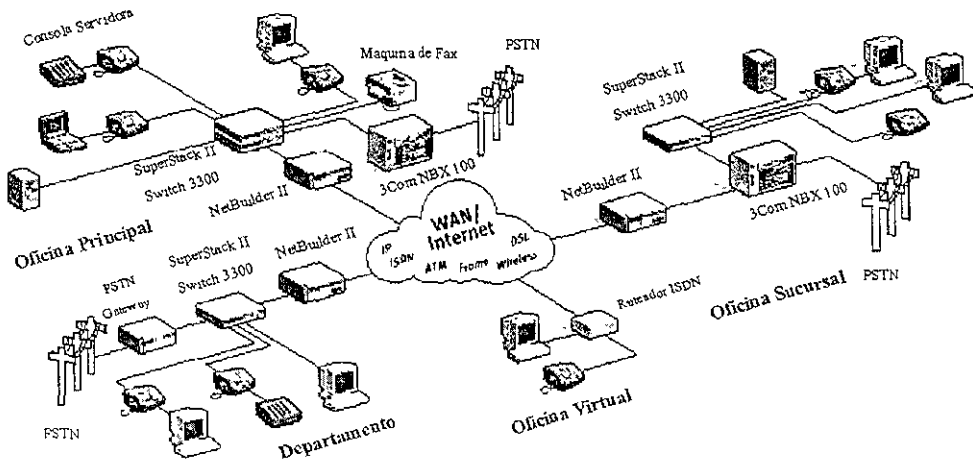 Consola Servidora
Maquina de Fax
PSTN
SuperStack II
Switch 3300
SuperStack II
Switch 3300
3Com NBX 100
NetBuilder II
Oficina Principal
NetBuilder II
3Com NBX 100
PSTN
Oficina Sucursal
WAN/
Internet
IP
ISDN
ATM
Frame
Wireless
DSL
SuperStack II
Switch 3300
NetBuilder II
PSTN
Gateway
PSTN
Departamento
Ruteador ISDN
Oficina Virtual